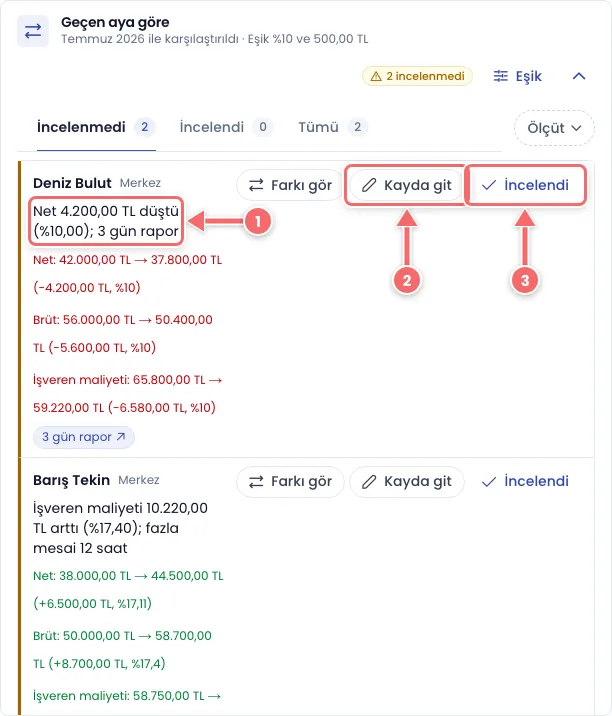 Geçen aya göre
Temmuz 2026 ile karşılaştırıldı · Eşik %10 ve 500,00 TL
2 incelenmedi
Eşik
İncelenmedi 2
İncelendi 0
Tümü 2
Ölçüt
Deniz Bulut Merkez
Farkı gör
Kayda git
İncelendi
Net 4.200,00 TL düştü
(%10,00); 3 gün rapor
1
2
3
Net: 42.000,00 TL → 37.800,00 TL
(-4.200,00 TL, %10)
Brüt: 56.000,00 TL → 50.400,00
TL (-5.600,00 TL, %10)
İşveren maliyeti: 65.800,00 TL →
59.220,00 TL (-6.580,00 TL, %10)
3 gün rapor ↗
Barış Tekin Merkez
Farkı gör
Kayda git
İncelendi
İşveren maliyeti 10.220,00
TL arttı (%17,40); fazla
mesai 12 saat
Net: 38.000,00 TL → 44.500,00 TL
(+6.500,00 TL, %17,11)
Brüt: 50.000,00 TL → 58.700,00
TL (+8.700,00 TL, %17,4)
İşveren maliyeti: 58.750,00 TL →